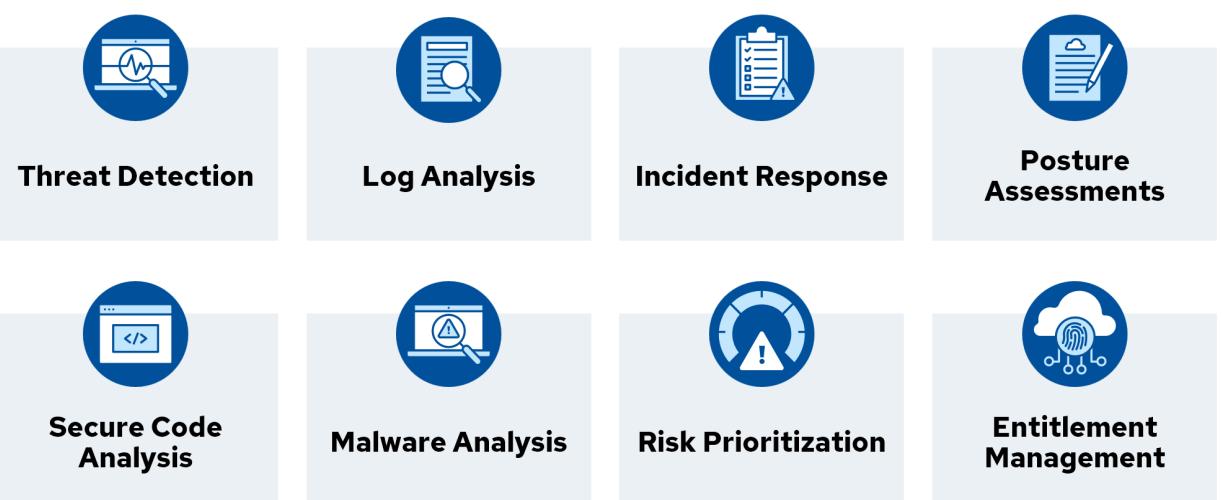 Threat Detection
Log Analysis
Incident Response
Posture
Assessments
</>
Secure Code
Analysis
Malware Analysis
Risk Prioritization
Entitlement
Management